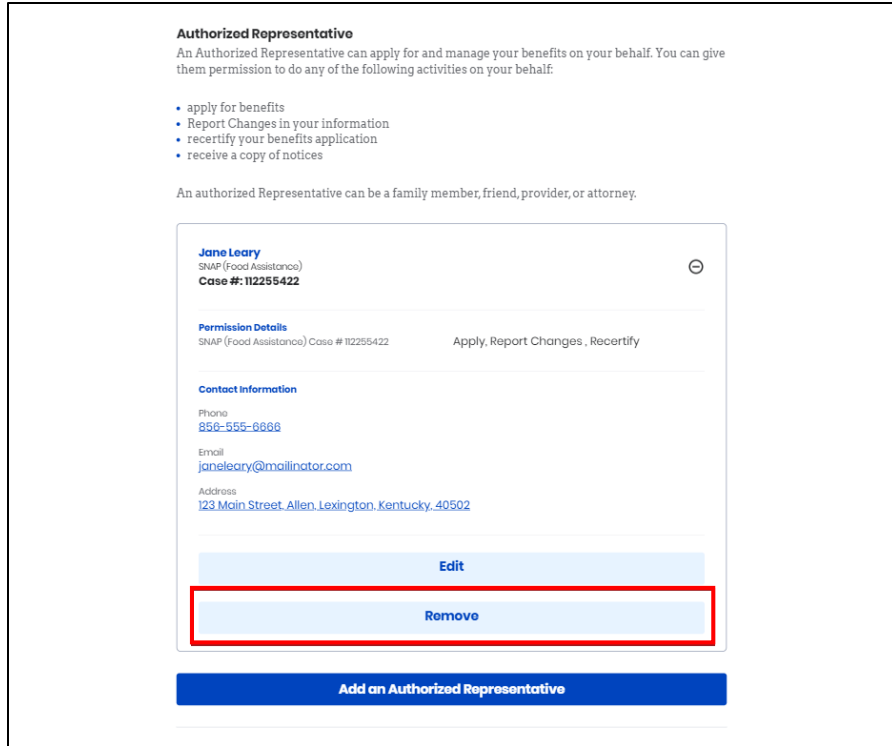 Authorized Representative
An Authorized Representative can apply for and manage your benefits on your behalf. You can give
them permission to do any of the following activities on your behalf:
• apply for benefits
• Report Changes in your information
• recertify your benefits application
• receive a copy of notices
An authorized Representative can be a family member, friend, provider, or attorney.
Jane Leary
SNAP (Food Assistance)
Case #: 112255422
Permission Details
SNAP (Food Assistance) Case # 112255422 Apply, Report Changes , Recertify
Contact Information
Phone
856-555-6666
Email
janeleary@mailinator.com
Address
123 Main Street, Allen, Lexington, Kentucky, 40502
Edit
Remove
Add an Authorized Representative